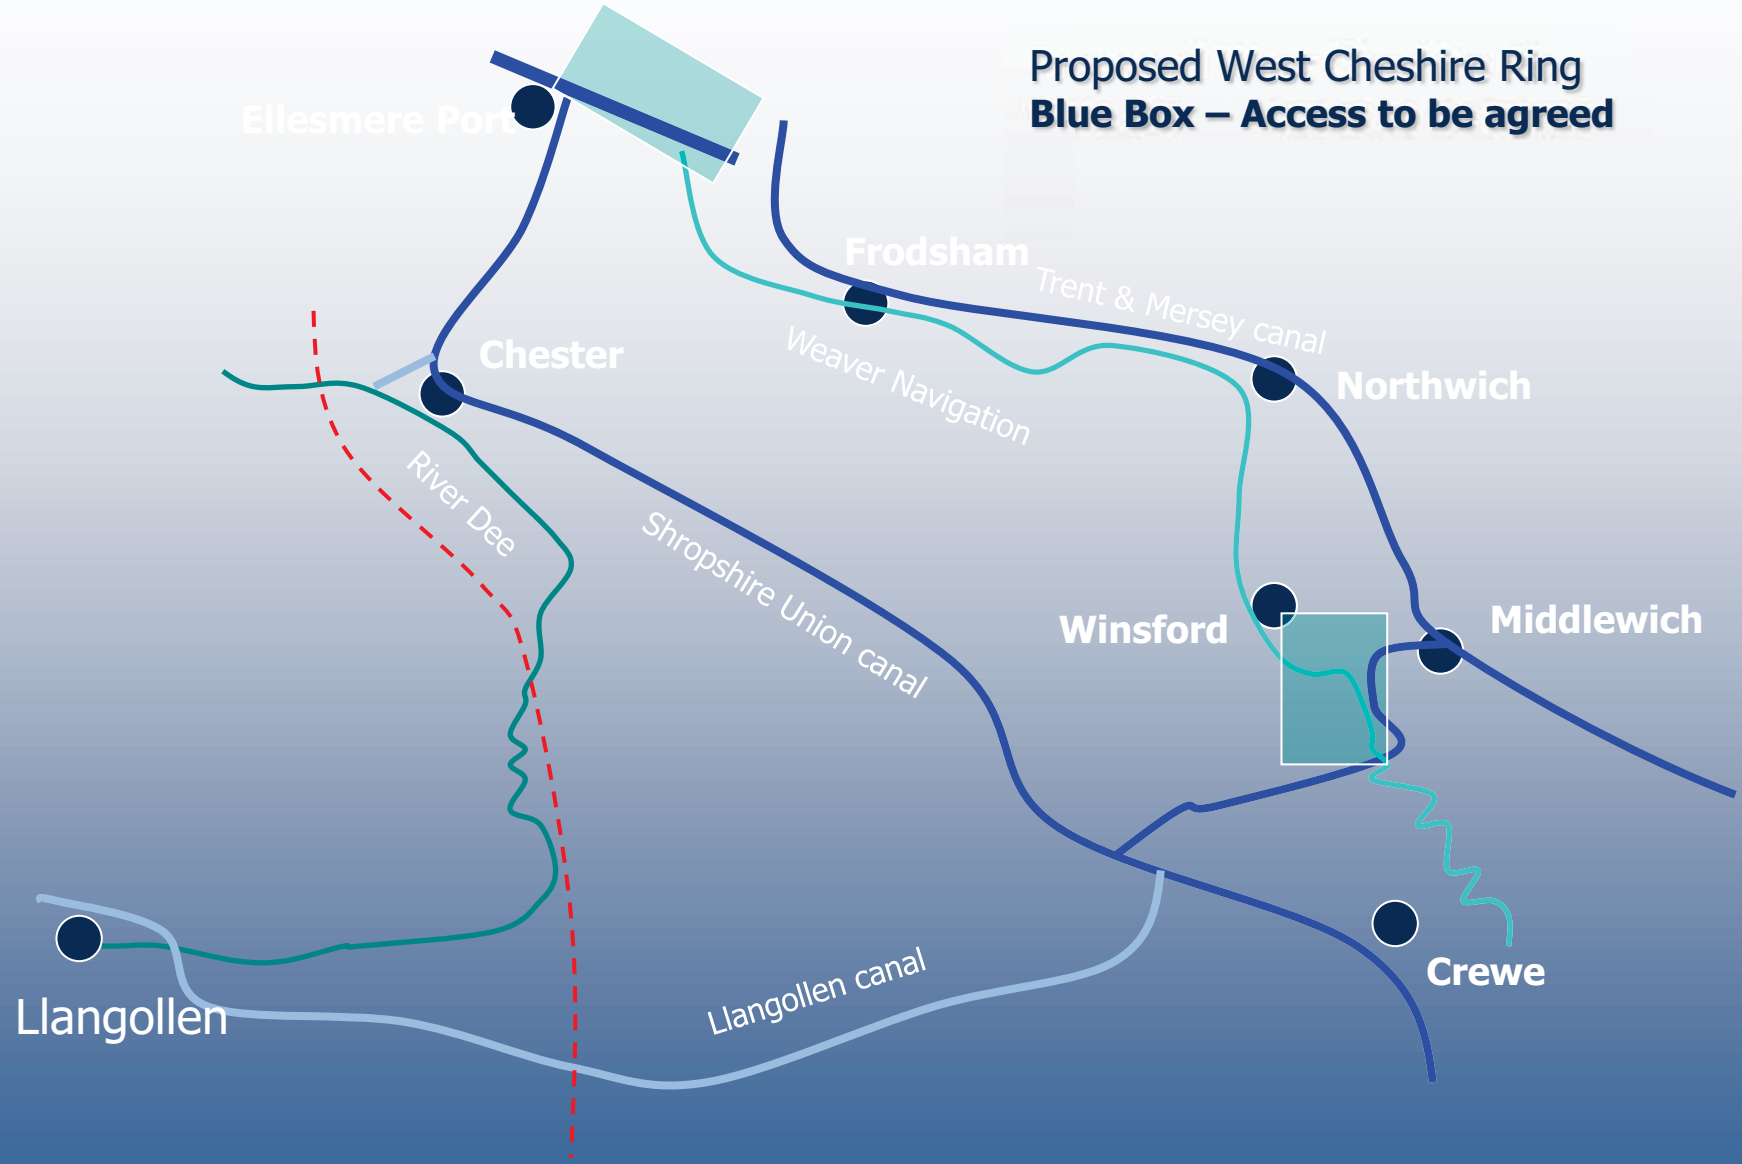 Proposed West Cheshire Ring
Blue Box – Access to be agreed
Ellesmere Port
Frodsham
Trent & Mersey canal
Chester
Weaver Navigation
Northwich
River Dee
Shropshire Union canal
Winsford
Middlewich
Llangollen canal
Crewe
Llangollen